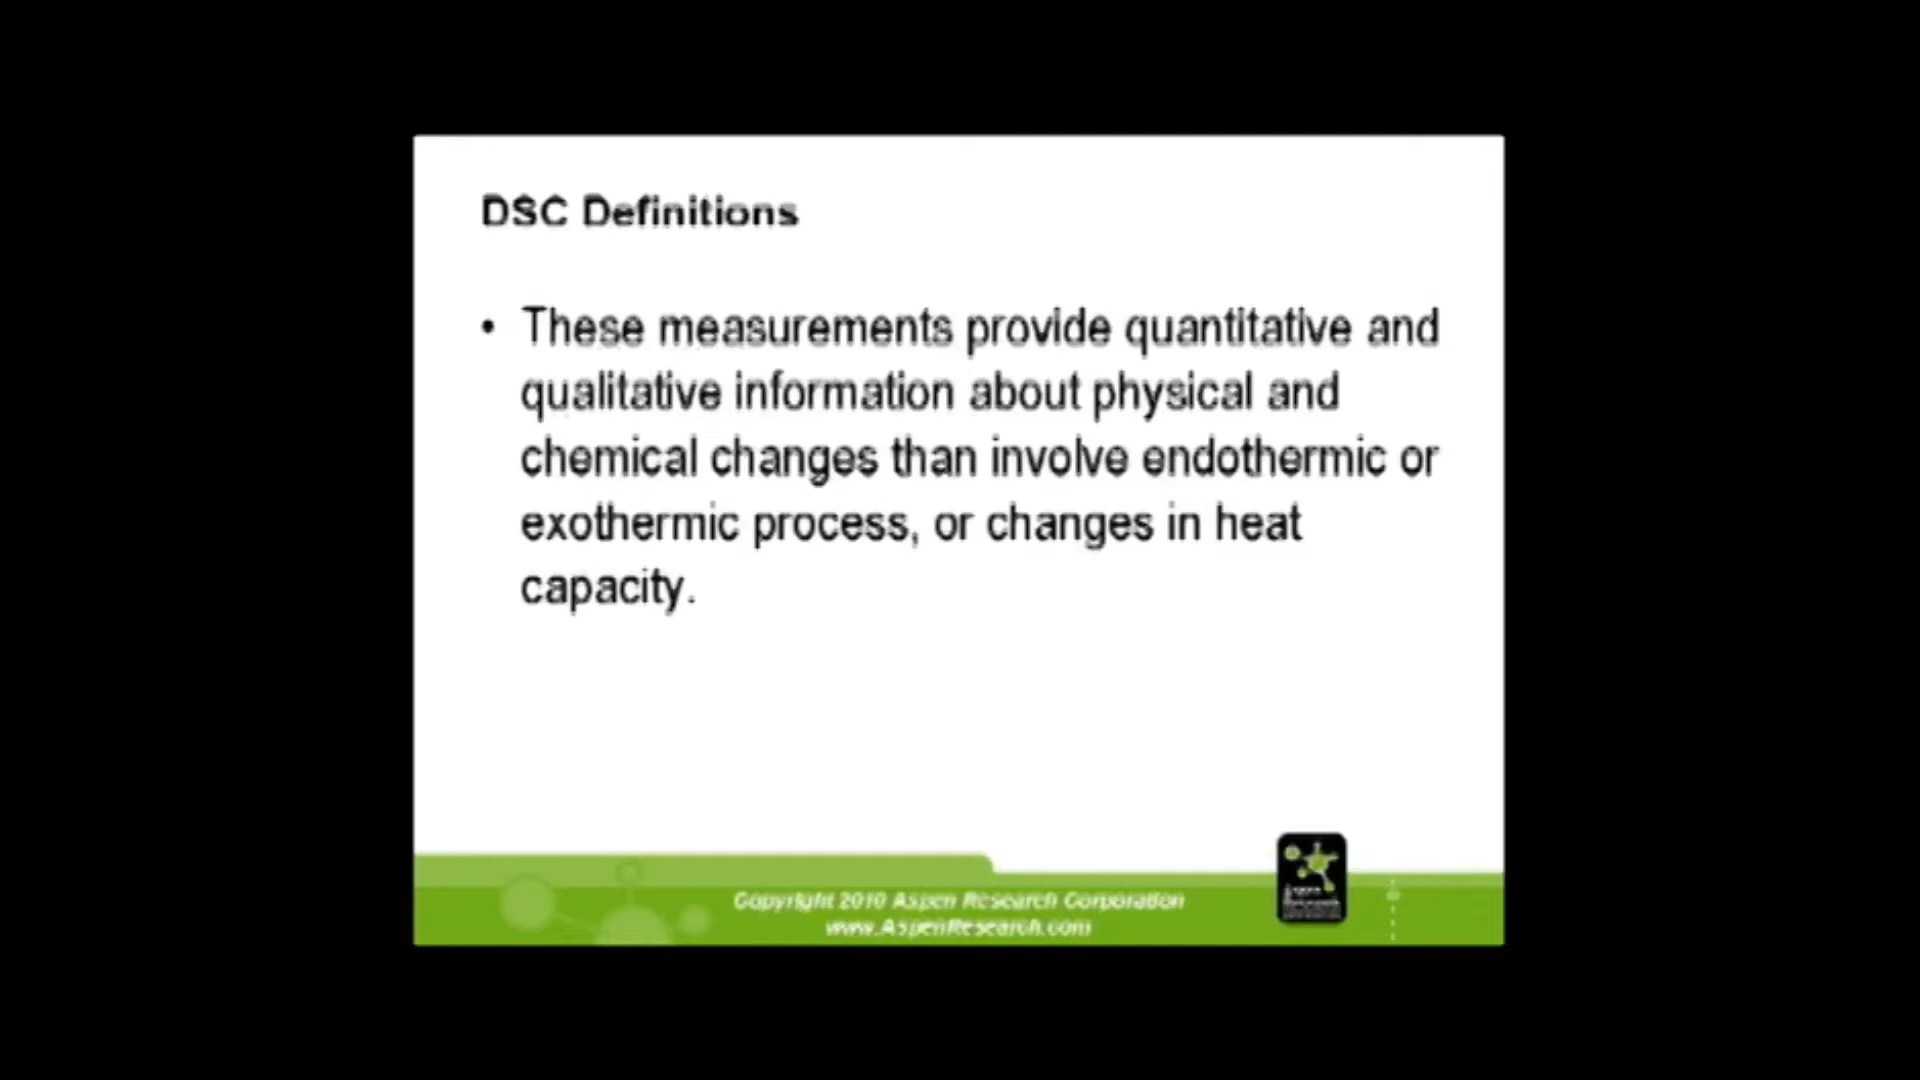 DSC Definitions
• These measurements provide quantitative and
qualitative information about physical and
chemical changes than involve endothermic or
exothermic process, or changes in heat
capacity.
Copyright 2010 Aspen Research Corporation
www.AspenResearch.com